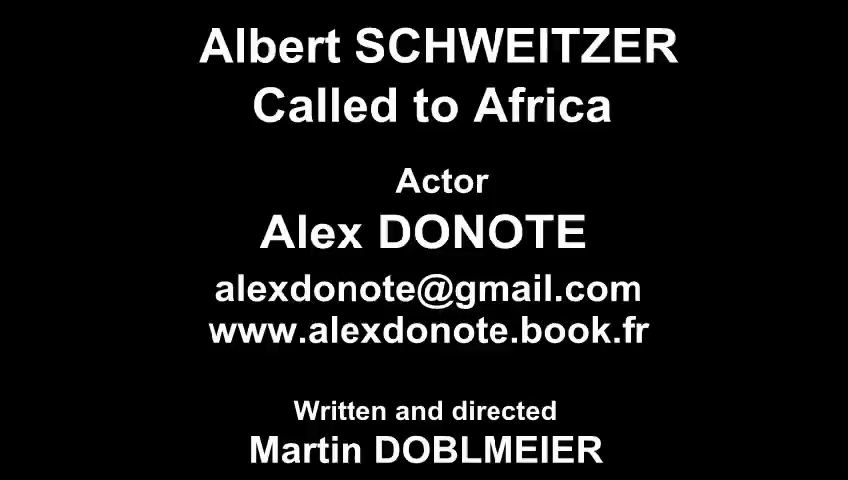 Albert SCHWEITZER
Called to Africa
Actor
Alex DONOTE
alexdonote@gmail.com
www.alexdonote.book.fr
Written and directed
Martin DOBLMEIER